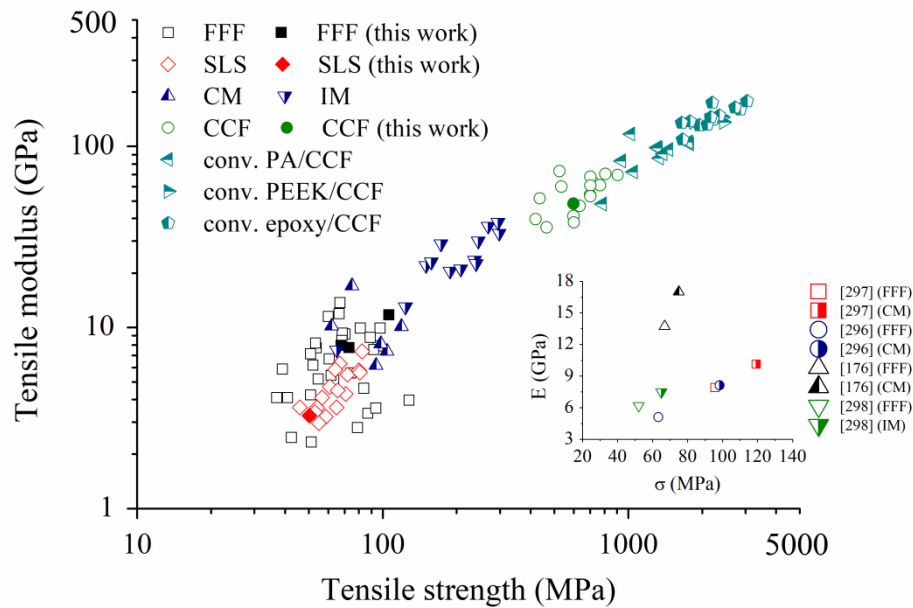 500
100
10
1
Tensile modulus (GPa)
FFF FFF (this work)
SLS SLS (this work)
CM IM
CCF CCF (this work)
conv. PA/CCF
conv. PEEK/CCF
conv. epoxy/CCF
18
15
12
9
6
3
E (GPa)
20 40 60 80 100 120 140
σ (MPa)
[297] (FFF)
[297] (CM)
[296] (FFF)
[296] (CM)
[176] (FFF)
[176] (CM)
[298] (FFF)
[298] (IM)
10 100 1000 5000
Tensile strength (MPa)